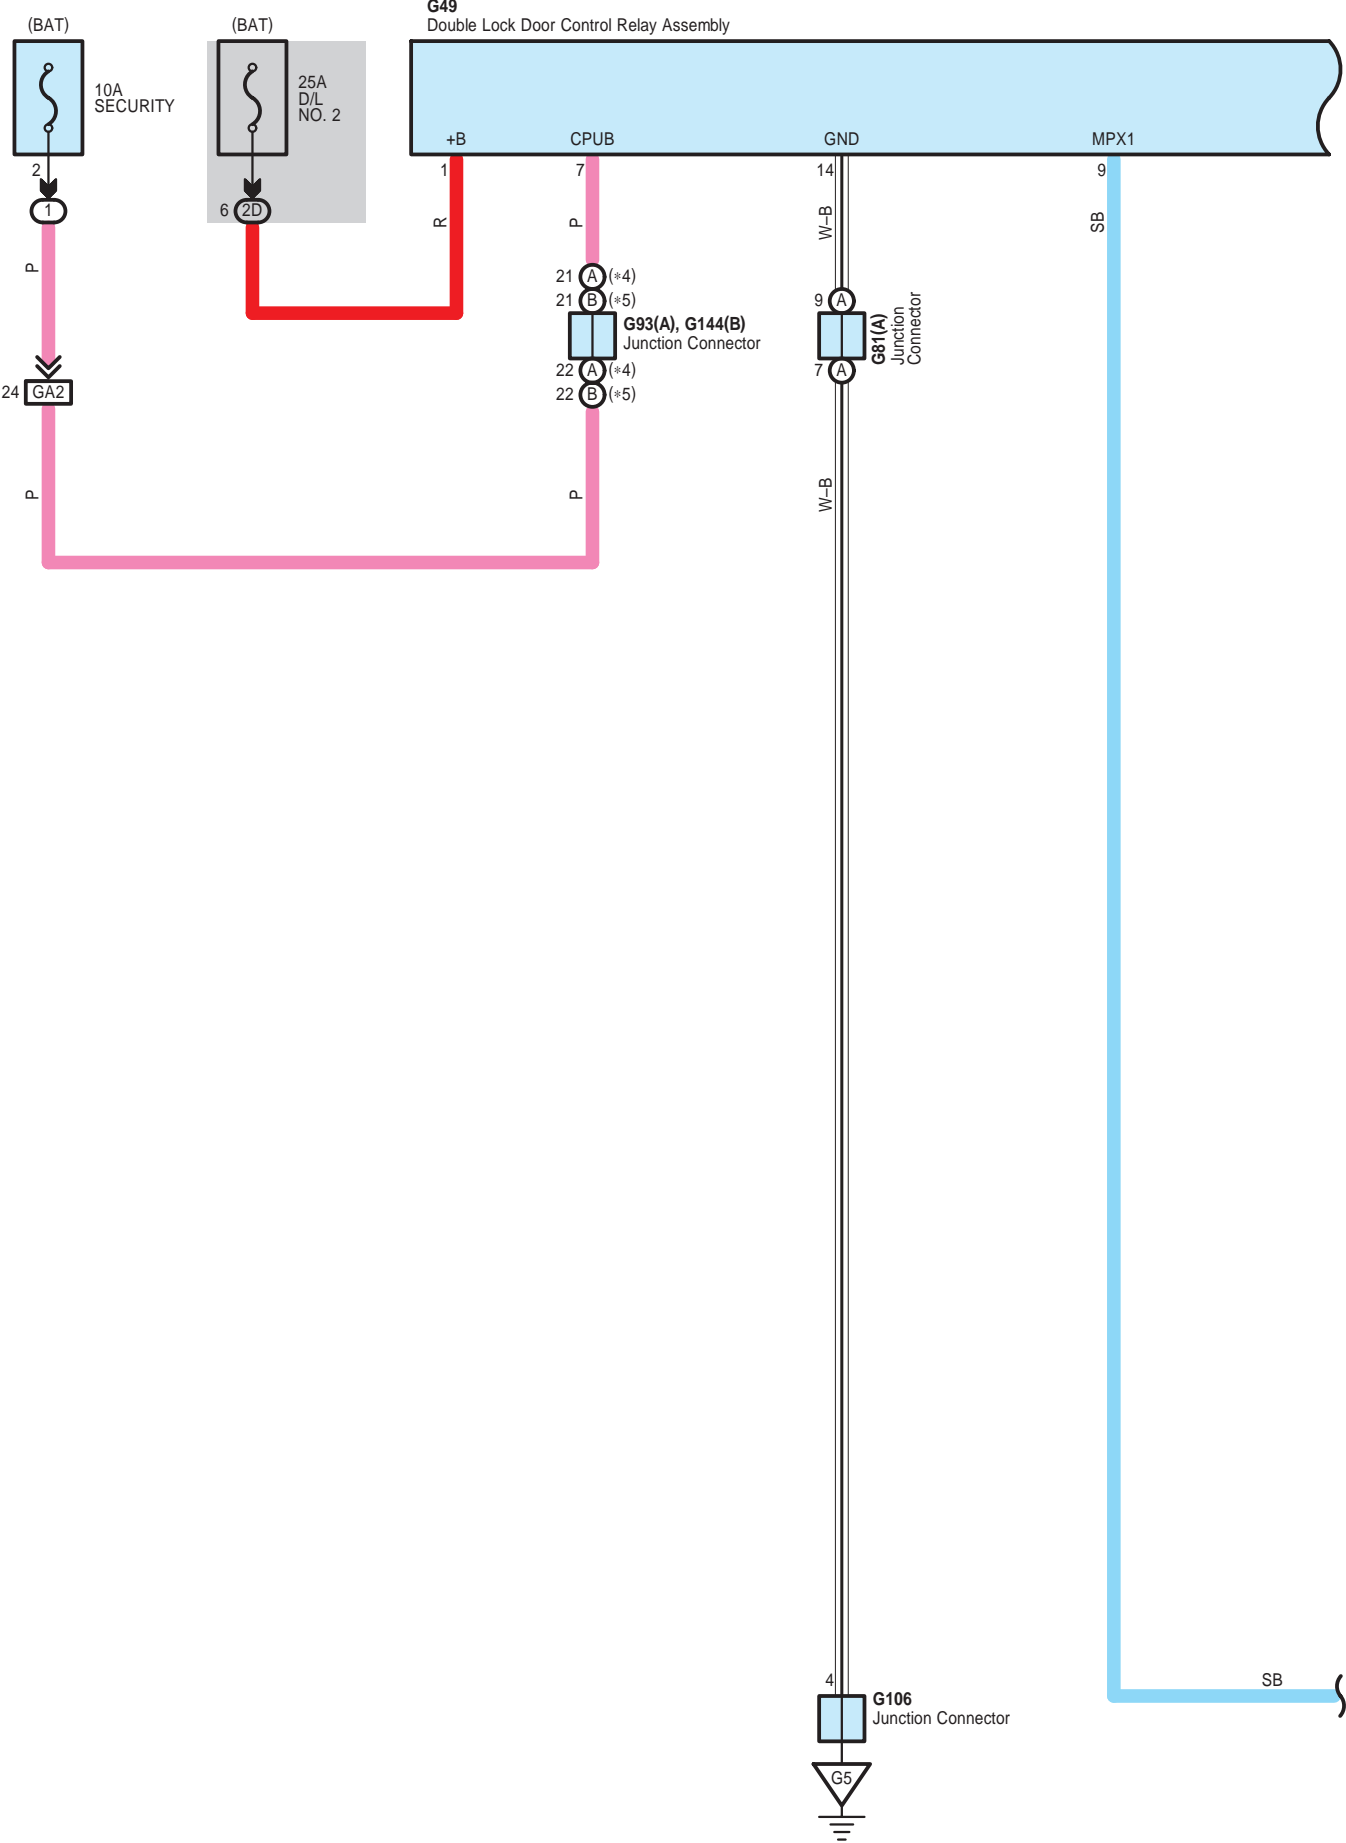 G49
Double Lock Door Control Relay Assembly
(BAT)
(BAT)
10A
SECURITY
25A
D/L
NO. 2
+B
CPUB
GND
MPX1
2
1
7
14
9
1
6
2D
P
R
P
W–B
SB
21 A (*4)
21 B (*5)
G93(A), G144(B)
Junction Connector
22 A (*4)
22 B (*5)
9 A
G81(A)
Junction
Connector
7 A
24 GA2
P
P
W–B
4
G106
Junction Connector
SB
G5